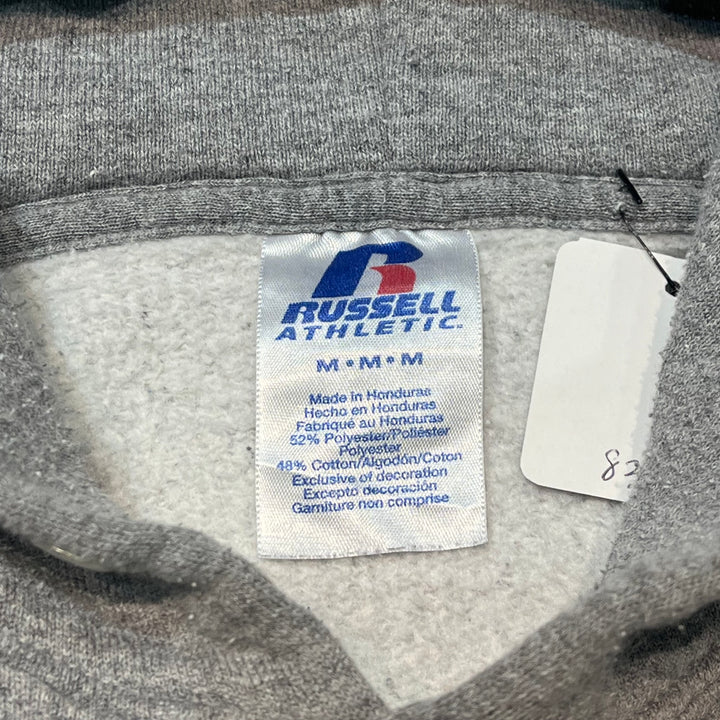 RUSSELL
ATHLETIC
M • M • M
Made in Honduras
Hecho en Honduras
Fabriqué au Honduras
52% Polyester/Poliéster
Polyester
48% Cotton/Algodón/Coton
Exclusive of decoration
Excepto decoración
Garniture non comprise
82